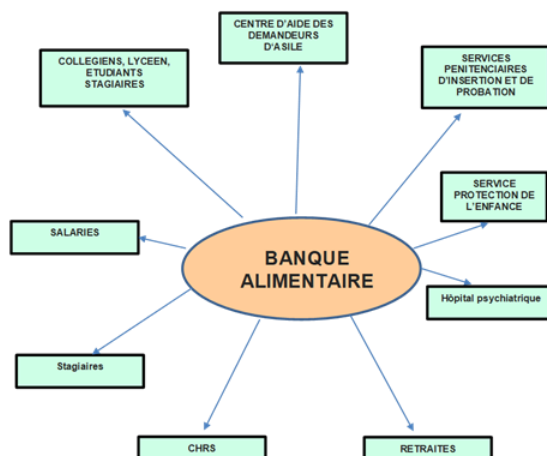 CENTRE D'AIDE DES
DEMANDEURS
D'ASILE
COLLEGIENS, LYCEEN,
ETUDIANTS
STAGIAIRES
SERVICES
PENITENCIAIRES
D'INSERTION ET DE
PROBATION
SERVICE
PROTECTION DE
L'ENFANCE
SALARIES
BANQUE
ALIMENTAIRE
Hôpital psychiatrique
Stagiaires
CHRS
RETRAITES